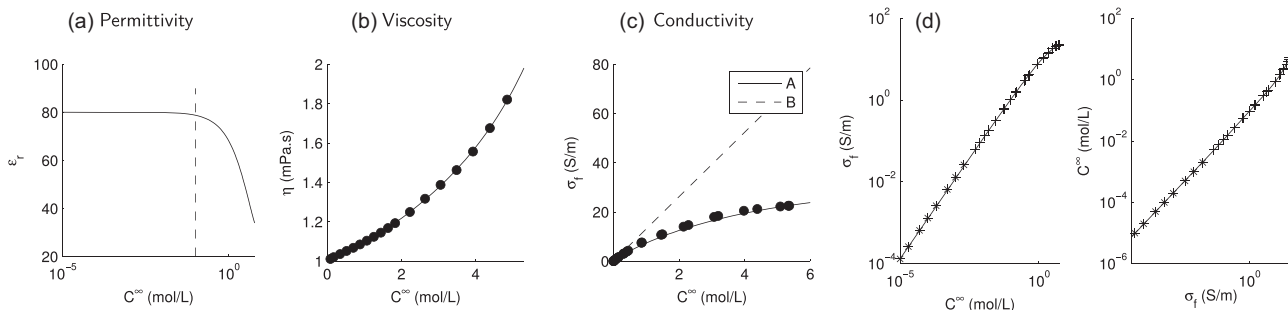 (a) Permittivity
100
80
60
40
20
ε_r
10^-5
10^0
C^∞ (mol/L)
(b) Viscosity
2
1.8
1.6
1.4
1.2
1
η (mPa.s)
0
2
4
C^∞ (mol/L)
(c) Conductivity
80
60
40
20
0
σ_f (S/m)
A
B
0
2
4
6
C^∞ (mol/L)
(d)
10^2
10^0
10^-2
10^-4
σ_f (S/m)
10^-5
10^0
C^∞ (mol/L)
10^2
10^0
10^-2
10^-4
10^-6
C^∞ (mol/L)
10^0
σ_f (S/m)